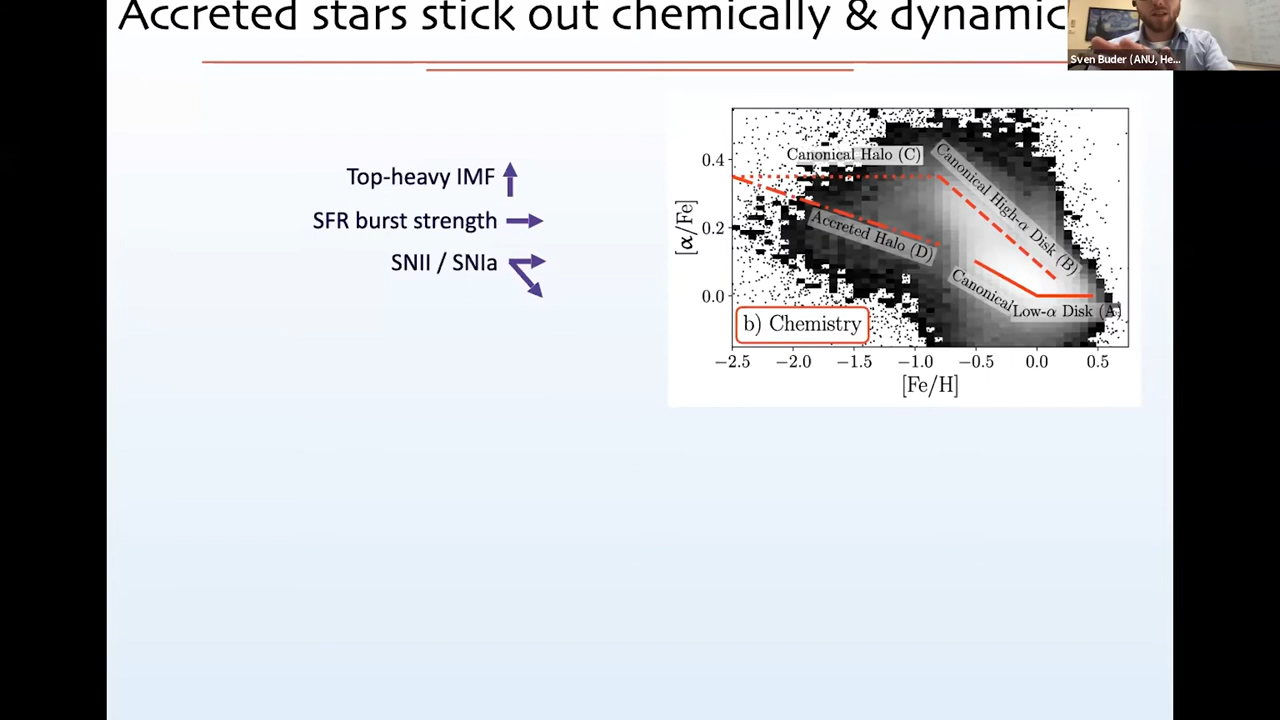 Accreted stars stick out chemically & dynamic
Sven Buder (ANU, He...
Top-heavy IMF
SFR burst strength
SNII / SNIa
Canonical Halo (C)
Canonical High-α Disk (B)
Accreted Halo (D)
Canonical Low-α Disk (A)
b) Chemistry
[α/Fe]
0.4
0.2
0.0
−2.5 −2.0 −1.5 −1.0 −0.5 0.0 0.5
[Fe/H]